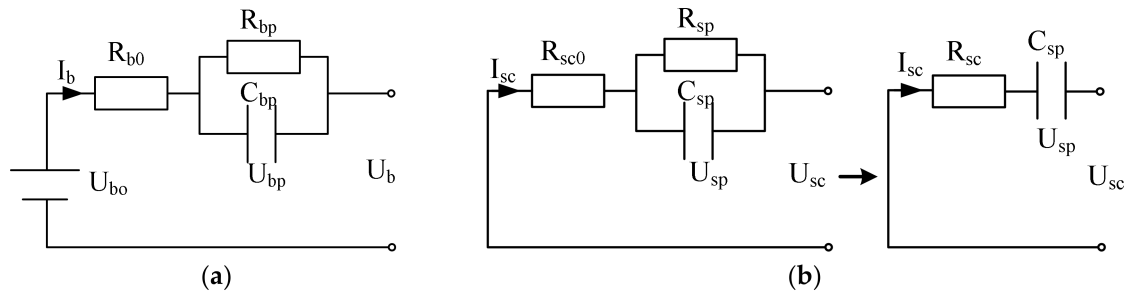 R_bp
R_b0
I_b
C_bp
U_bp
U_bo
U_b
(a)
R_sp
R_sc0
I_sc
C_sp
U_sp
U_sc
C_sp
R_sc
I_sc
U_sp
U_sc
(b)